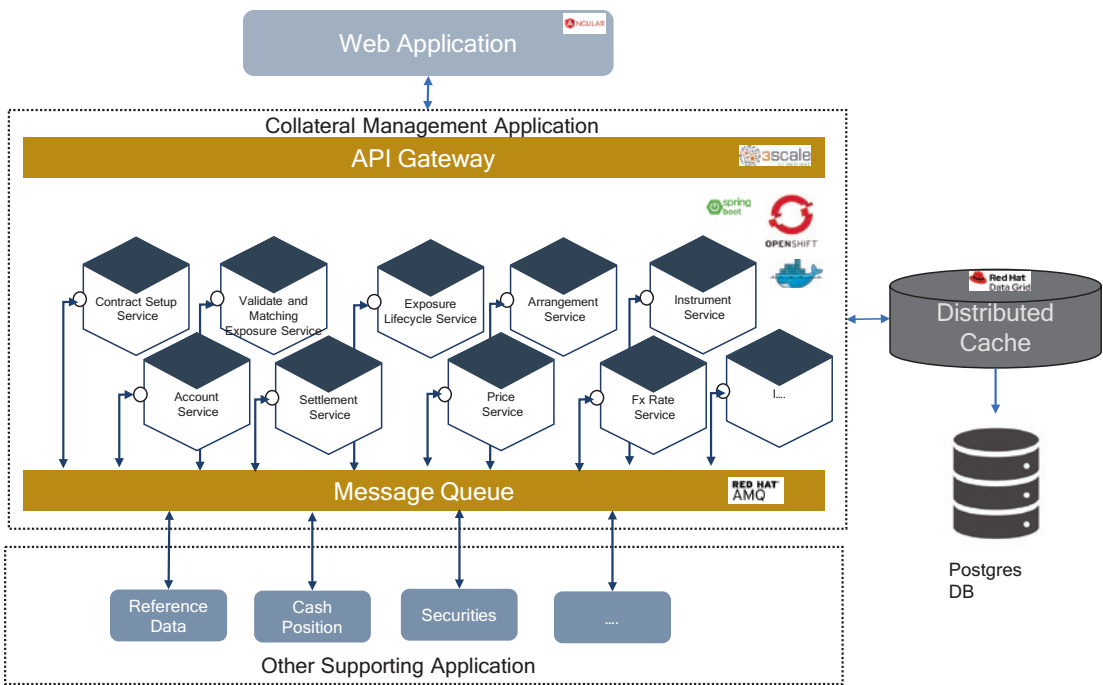 Web Application
ANGULAR
Collateral Management Application
API Gateway
3scale
spring
boot
OPENSHIFT
Contract Setup
Service
Validate and
Matching
Exposure Service
Exposure
Lifecycle Service
Arrangement
Service
Instrument
Service
Account
Service
Settlement
Service
Price
Service
Fx Rate
Service
I....
Message Queue
RED HAT
AMQ
Red Hat
Data Grid
Distributed
Cache
Postgres
DB
Reference
Data
Cash
Position
Securities
....
Other Supporting Application